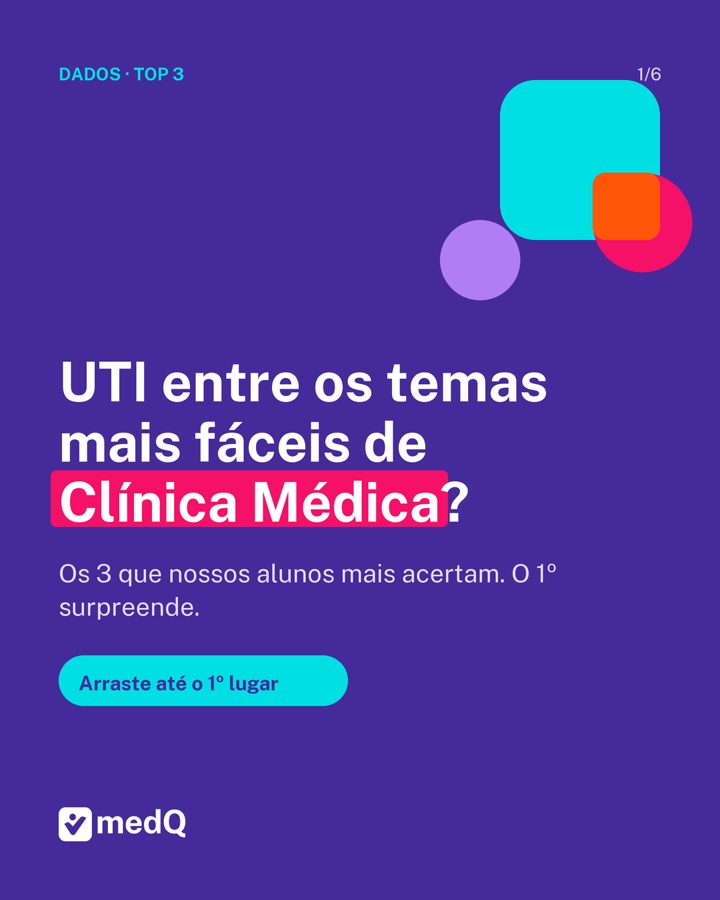 DADOS · TOP 3
1/6
UTI entre os temas
mais fáceis de
Clínica Médica?
Os 3 que nossos alunos mais acertam. O 1º
surpreende.
Arraste até o 1º lugar
medQ